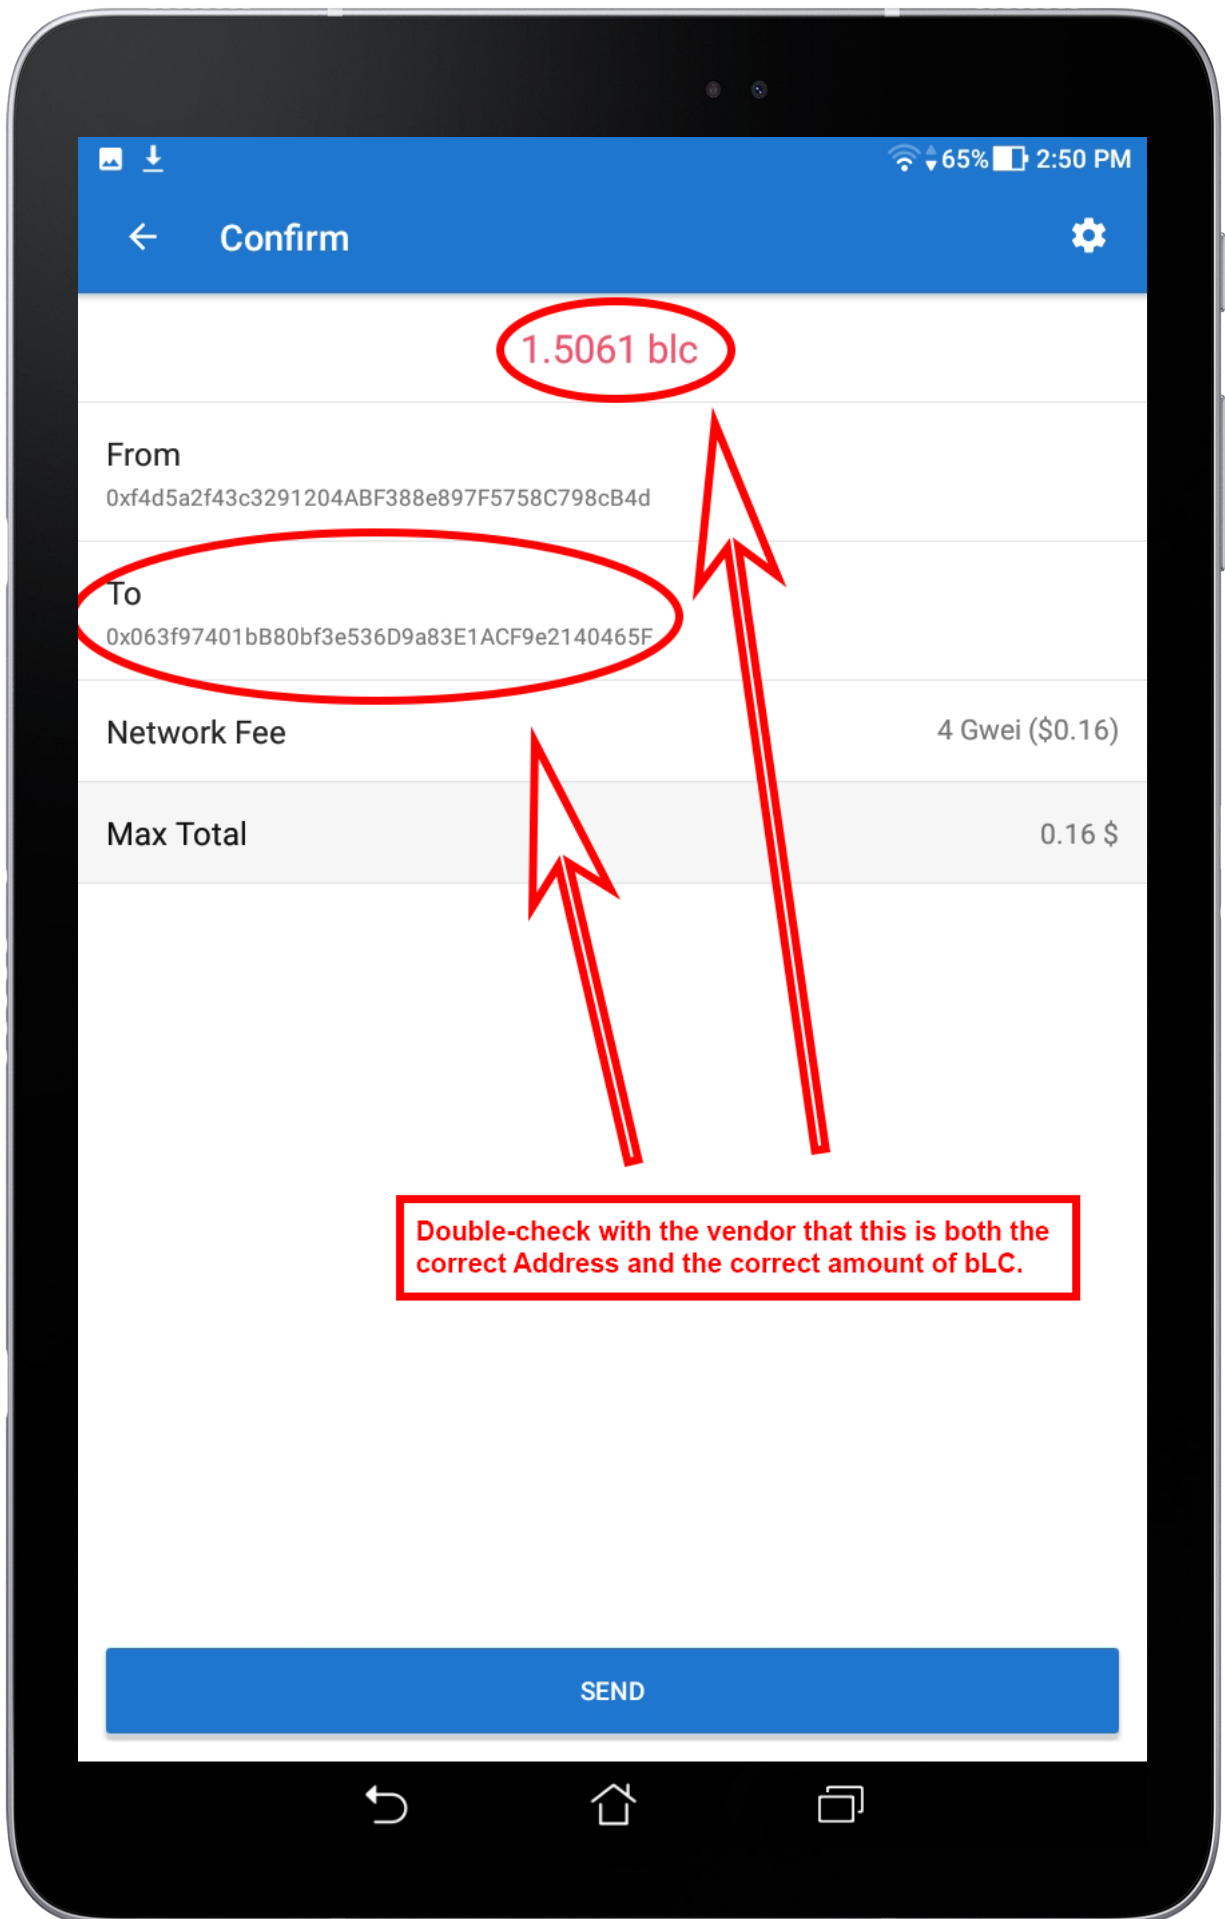 65% 2:50 PM
Confirm
1.5061 blc
From
0xf4d5a2f43c3291204ABF388e897F5758C798cB4d
To
0x063f97401bB80bf3e536D9a83E1ACF9e2140465F
Network Fee 4 Gwei ($0.16)
Max Total 0.16 $
Double-check with the vendor that this is both the
correct Address and the correct amount of bLC.
SEND